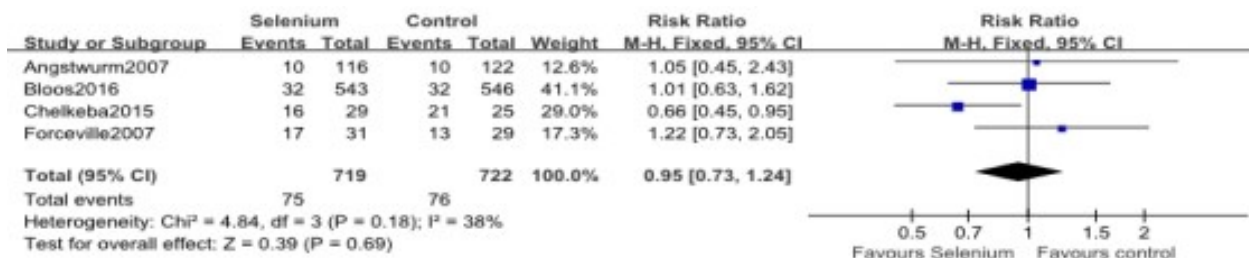 Selenium Control Risk Ratio Risk Ratio
Study or Subgroup Events Total Events Total Weight M-H, Fixed, 95% CI M-H, Fixed, 95% CI
Angstwurm2007 10 116 10 122 12.6% 1.05 [0.45, 2.43]
Bloos2016 32 543 32 546 41.1% 1.01 [0.63, 1.62]
Chelkeba2015 16 29 21 25 29.0% 0.66 [0.45, 0.95]
Forceville2007 17 31 13 29 17.3% 1.22 [0.73, 2.05]
Total (95% CI) 719 722 100.0% 0.95 [0.73, 1.24]
Total events 75 76
Heterogeneity: Chi² = 4.84, df = 3 (P = 0.18); I² = 38%
Test for overall effect: Z = 0.39 (P = 0.69)
0.5 0.7 1 1.5 2
Favours Selenium Favours control